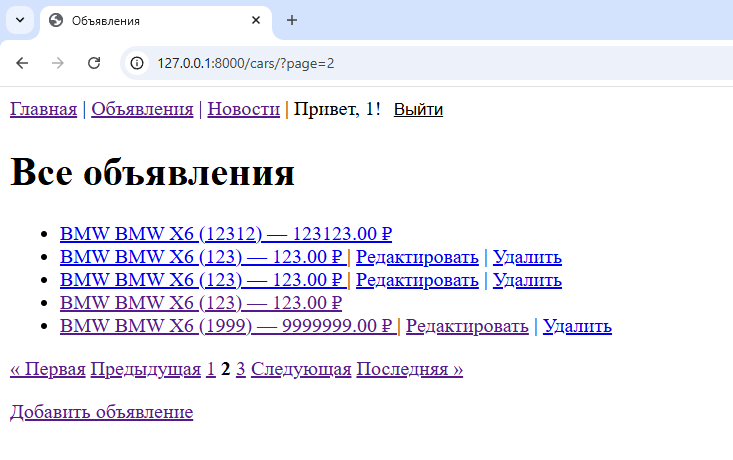 Объявления
127.0.0.1:8000/cars/?page=2
Главная | Объявления | Новости | Привет, 1! Выйти
Все объявления
BMW BMW X6 (12312) — 123123.00 ₽
BMW BMW X6 (123) — 123.00 ₽ | Редактировать | Удалить
BMW BMW X6 (123) — 123.00 ₽ | Редактировать | Удалить
BMW BMW X6 (123) — 123.00 ₽
BMW BMW X6 (1999) — 9999999.00 ₽ | Редактировать | Удалить
« Первая Предыдущая 1 2 3 Следующая Последняя »
Добавить объявление